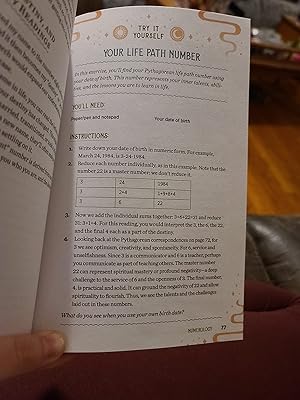 TRY IT
YOURSELF
YOUR LIFE PATH NUMBER
In this exercise, you'll find your Pythagorean life path number using
your date of birth. This number represents your inner talents, abili-
ties, and the lessons you are to learn in life.
YOU'LL NEED:
Paper/pen and notepad
Your date of birth
INSTRUCTIONS:
1. Write down your date of birth in numeric form. For example,
March 24, 1984, is 3-24-1984.
2. Reduce each number individually, as in this example. Note that the
number 22 is a master number; we don't reduce it.
3 24 1984
3 2+4 1+9+8+4
3 6 22
3. Now we add the individual sums together: 3+6+22=31 and reduce
31: 3+1=4. For this reading, you would interpret the 3, the 6, the
22, and the final 4 each as a part of the destiny.
4. Looking back at the Pythagorean correspondences on page 72, for
3 we see optimism, creativity, and spontaneity. For 6, service and
unselfishness. Since 3 is a communicator and 6 is a teacher, perhaps
you communicate as part of teaching others. The master number
22 can represent spiritual mastery or profound negativity—a deep
challenge to the service of 6 and the openness of 3. The final number,
4, is practical and solid. It can ground the negativity of 22 and allow
spirituality to flourish. Thus, we see the talents and the challenges
laid out in these numbers.
What do you see when you use your own birth date?
NUMEROLOGY 77